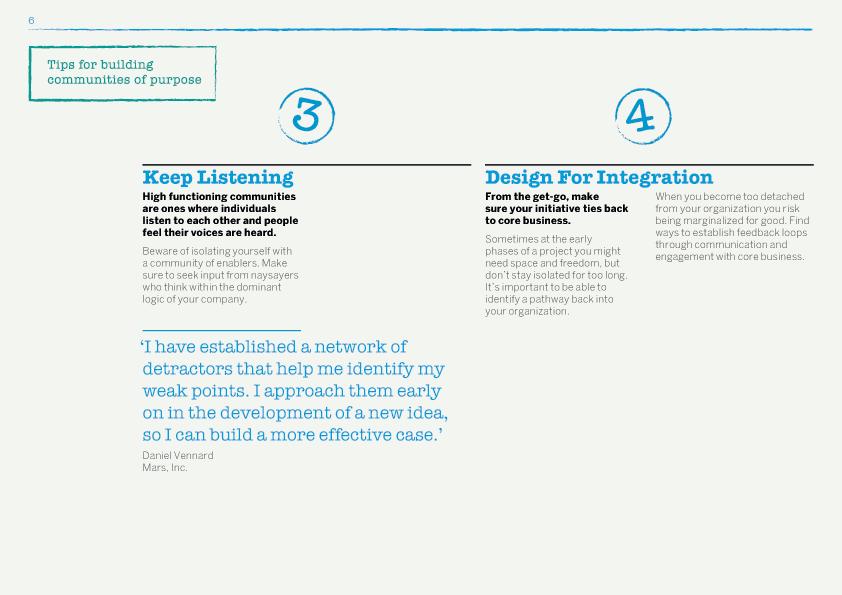 6
Tips for building
communities of purpose
3
Keep Listening
High functioning communities
are ones where individuals
listen to each other and people
feel their voices are heard.
Beware of isolating yourself with
a community of enablers. Make
sure to seek input from naysayers
who think within the dominant
logic of your company.
‘I have established a network of
detractors that help me identify my
weak points. I approach them early
on in the development of a new idea,
so I can build a more effective case.’
Daniel Vennard
Mars, Inc.
4
Design For Integration
From the get-go, make
sure your initiative ties back
to core business.
Sometimes at the early
phases of a project you might
need space and freedom, but
don’t stay isolated for too long.
It’s important to be able to
identify a pathway back into
your organization.
When you become too detached
from your organization you risk
being marginalized for good. Find
ways to establish feedback loops
through communication and
engagement with core business.